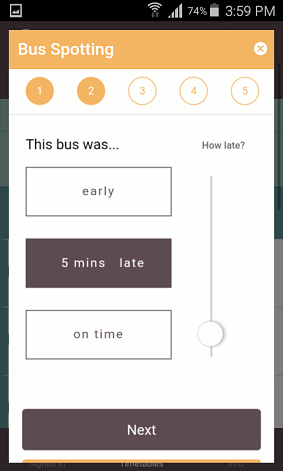 74% 3:59 PM
Bus Spotting
1 2 3 4 5
This bus was... How late?
early
5 mins late
on time
Next
Signed in Timetables Info